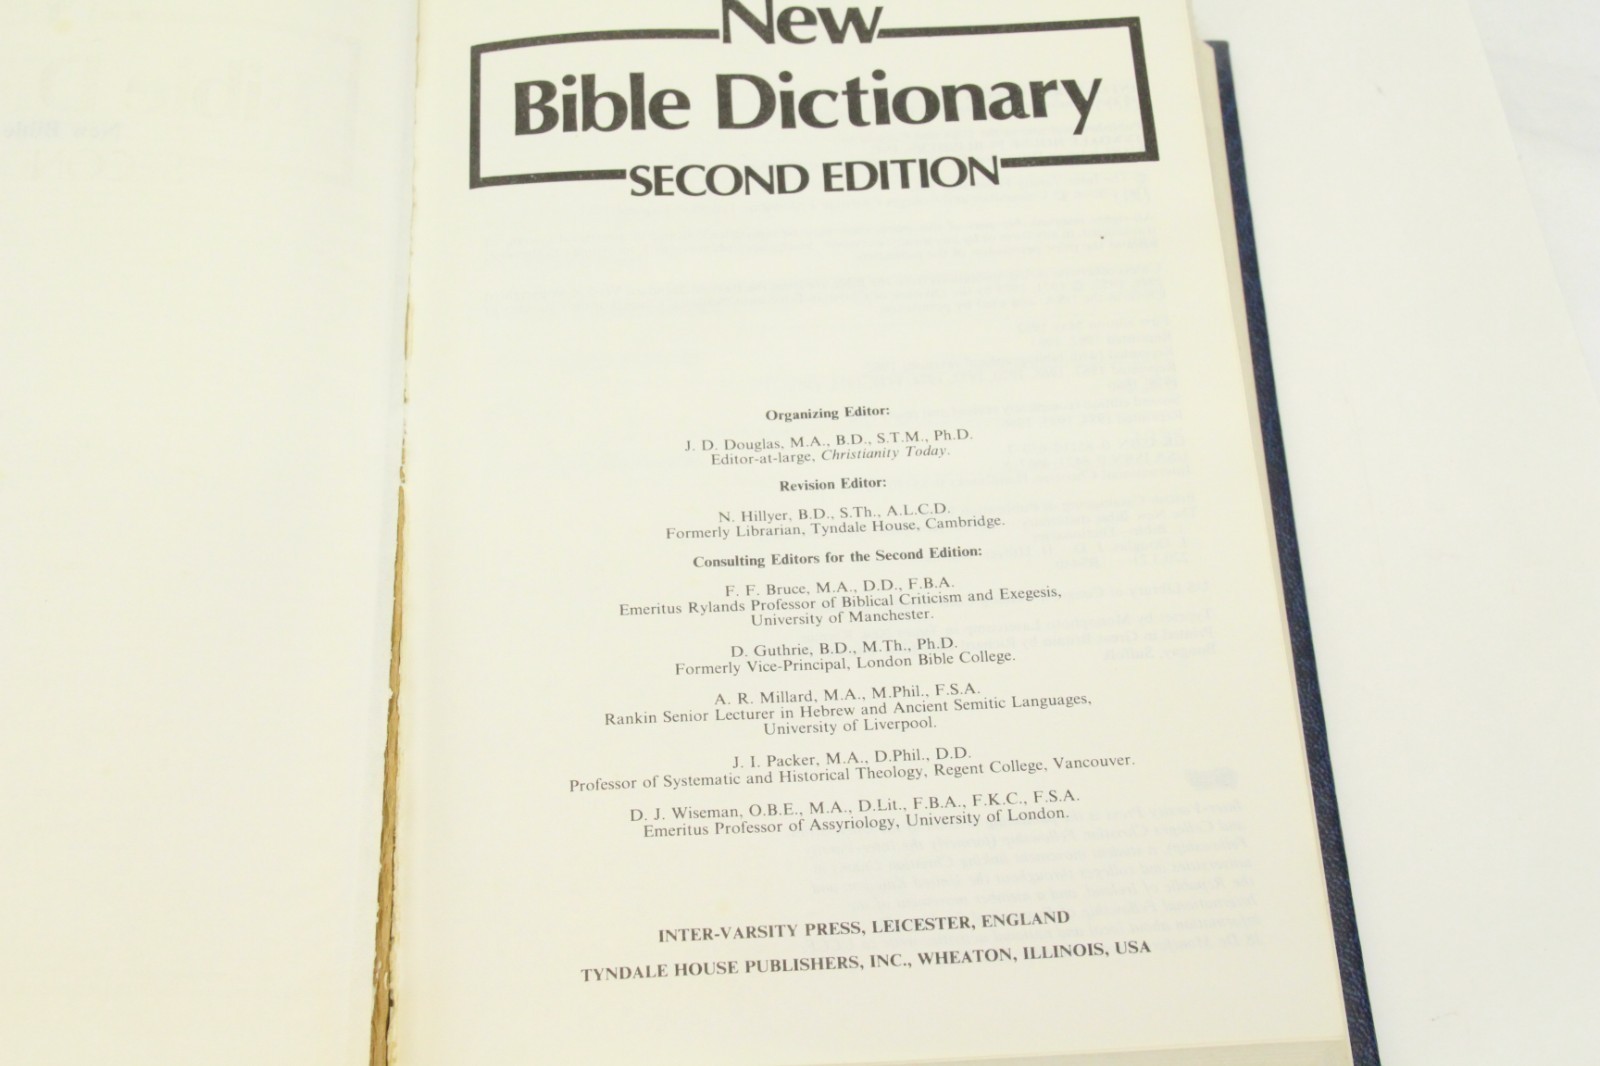 New
Bible Dictionary
SECOND EDITION
Organizing Editor:
J. D. Douglas, M.A., B.D., S.T.M., Ph.D.
Editor-at-large, Christianity Today.
Revision Editor:
N. Hillyer, B.D., S.Th., A.L.C.D.
Formerly Librarian, Tyndale House, Cambridge.
Consulting Editors for the Second Edition:
F. F. Bruce, M.A., D.D., F.B.A.
Emeritus Rylands Professor of Biblical Criticism and Exegesis,
University of Manchester.
D. Guthrie, B.D., M.Th., Ph.D.
Formerly Vice-Principal, London Bible College.
A. R. Millard, M.A., M.Phil., F.S.A.
Rankin Senior Lecturer in Hebrew and Ancient Semitic Languages,
University of Liverpool.
J. I. Packer, M.A., D.Phil., D.D.
Professor of Systematic and Historical Theology, Regent College, Vancouver.
D. J. Wiseman, O.B.E., M.A., D.Lit., F.B.A., F.K.C., F.S.A.
Emeritus Professor of Assyriology, University of London.
INTER-VARSITY PRESS, LEICESTER, ENGLAND
TYNDALE HOUSE PUBLISHERS, INC., WHEATON, ILLINOIS, USA